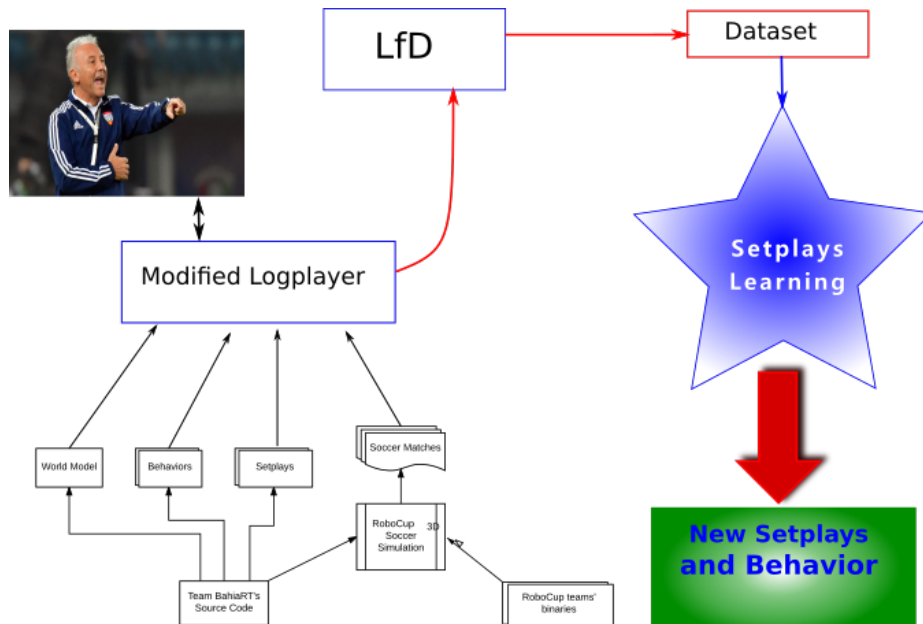 LfD
Dataset
Setplays
Learning
Modified Logplayer
World Model
Behaviors
Setplays
Soccer Matches
RoboCup 3D
Soccer
Simulation
Team BahiaRT's
Source Code
RoboCup teams'
binaries
New Setplays
and Behavior